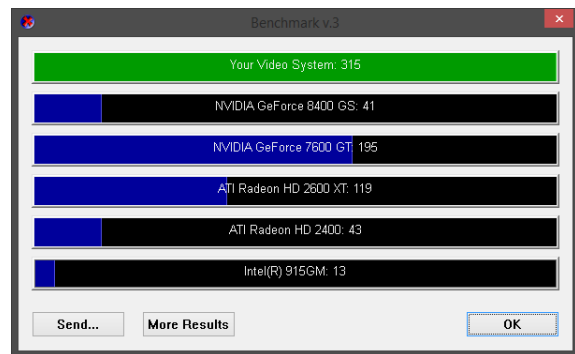 Benchmark v.3
Your Video System: 315
NVIDIA GeForce 8400 GS: 41
NVIDIA GeForce 7600 GT: 195
ATI Radeon HD 2600 XT: 119
ATI Radeon HD 2400: 43
Intel(R) 915GM: 13
Send... More Results OK